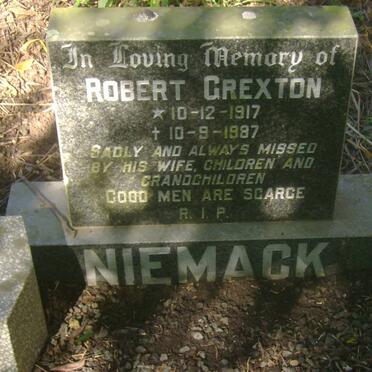 In Loving Memory of
ROBERT GREXTON
* 10-12-1917
† 10-9-1987
SADLY AND ALWAYS MISSED
BY HIS WIFE, CHILDREN AND
GRANDCHILDREN
GOOD MEN ARE SCARCE
R.I.P.
NIEMACK